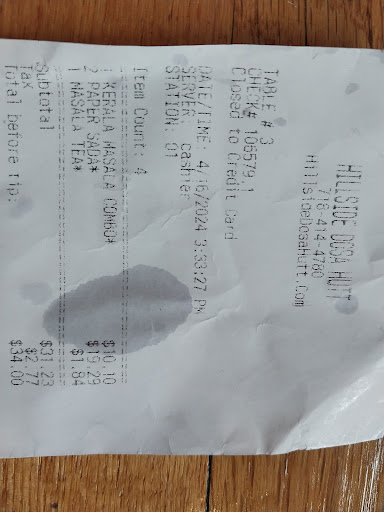 HILLSIDE DOSA HUTT
718-414-4780
HillSideDosaHutt.Com
TABLE # 3
CHECK# 106579.1
Closed to Credit Card
DATE/TIME: 4/16/2024 3:33:27 PM
SERVER: cashier
STATION: 01
Item Count: 4
1 KERALA MASALA COMBO* $10.10
2 PAPER SADA* $19.29
1 MASALA TEA* $1.84
Subtotal $31.23
Tax $2.77
Total before tip: $34.00